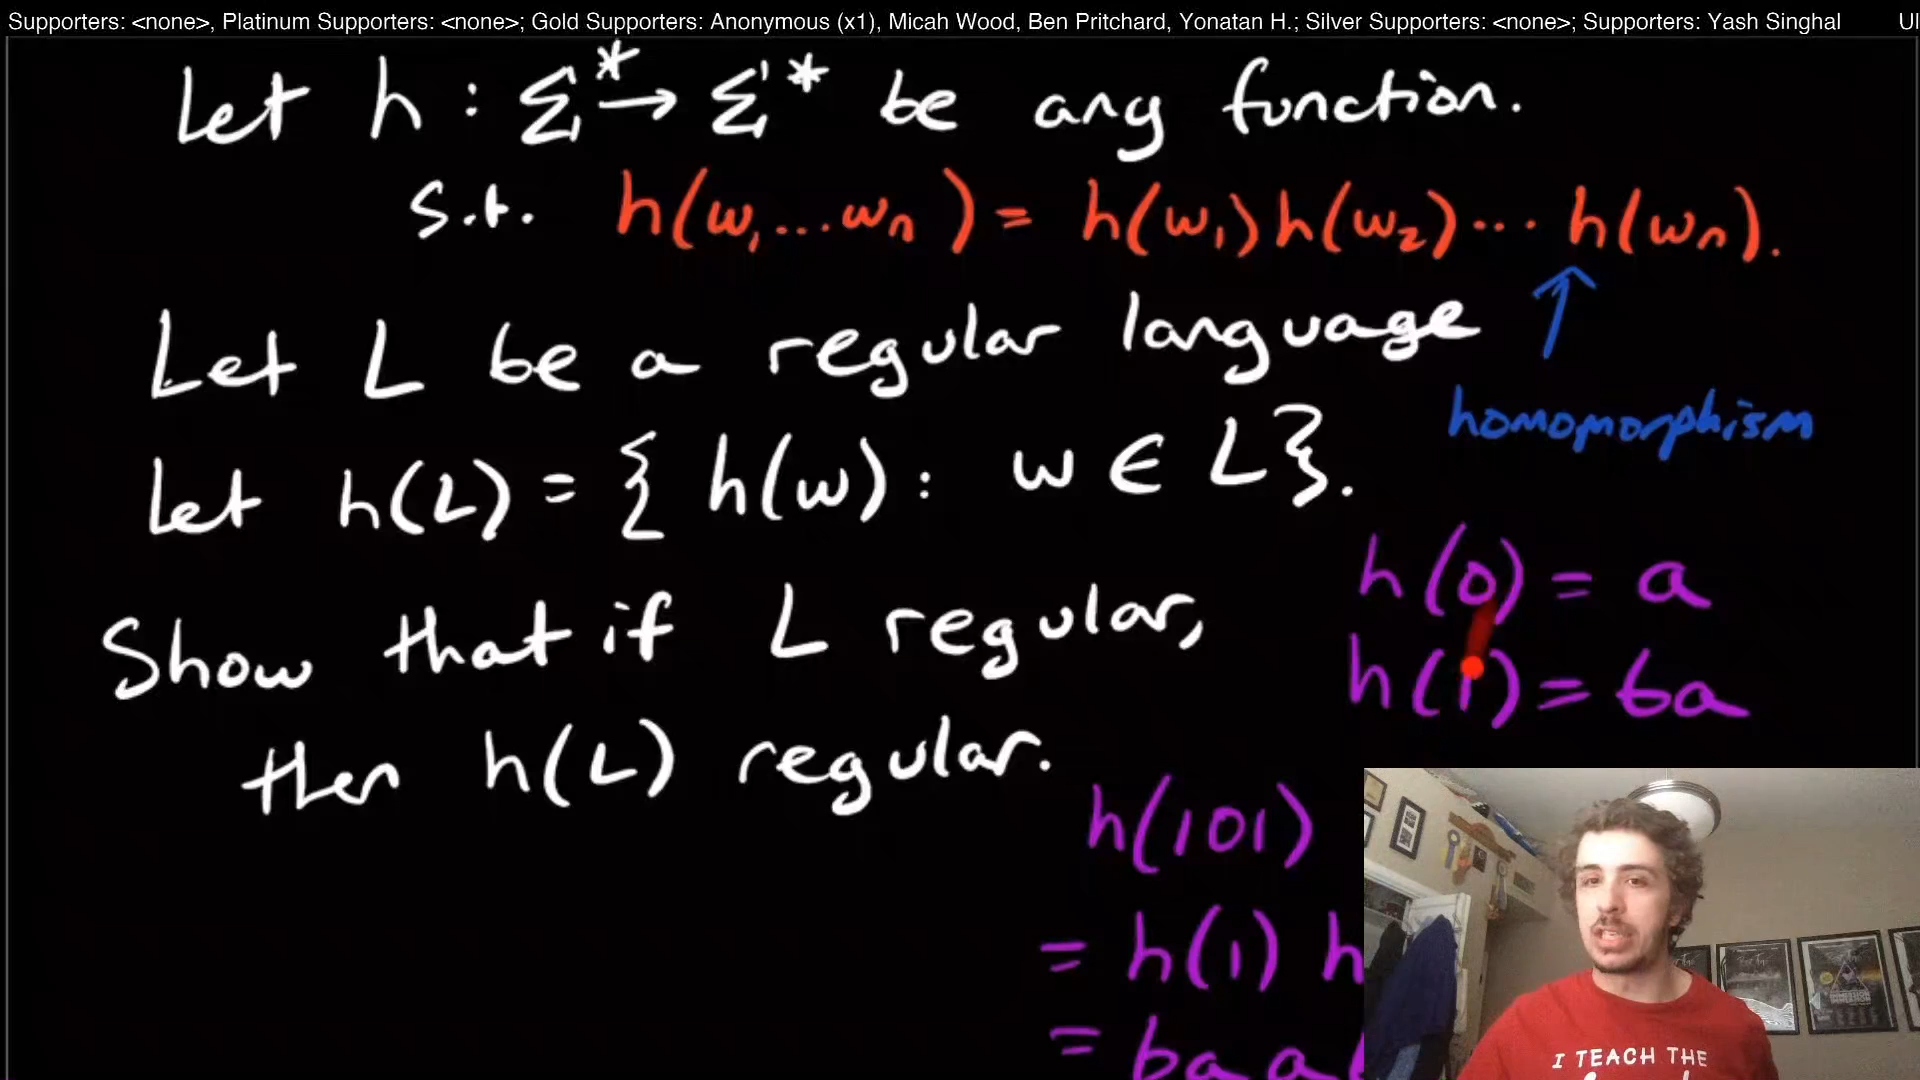 Supporters: <none>, Platinum Supporters: <none>; Gold Supporters: Anonymous (x1), Micah Wood, Ben Pritchard, Yonatan H.; Silver Supporters: <none>; Supporters: Yash Singhal
Let h : Σ* → Σ'* be any function.
s.t. h(w₁...wₙ) = h(w₁)h(w₂)... h(wₙ).
Let L be a regular language
homomorphism
Let h(L) = { h(w) : w ∈ L}.
h(0) = a
Show that if L regular,
h(1) = ba
then h(L) regular.
h(101)
= h(1) h
= baa
I TEACH THE